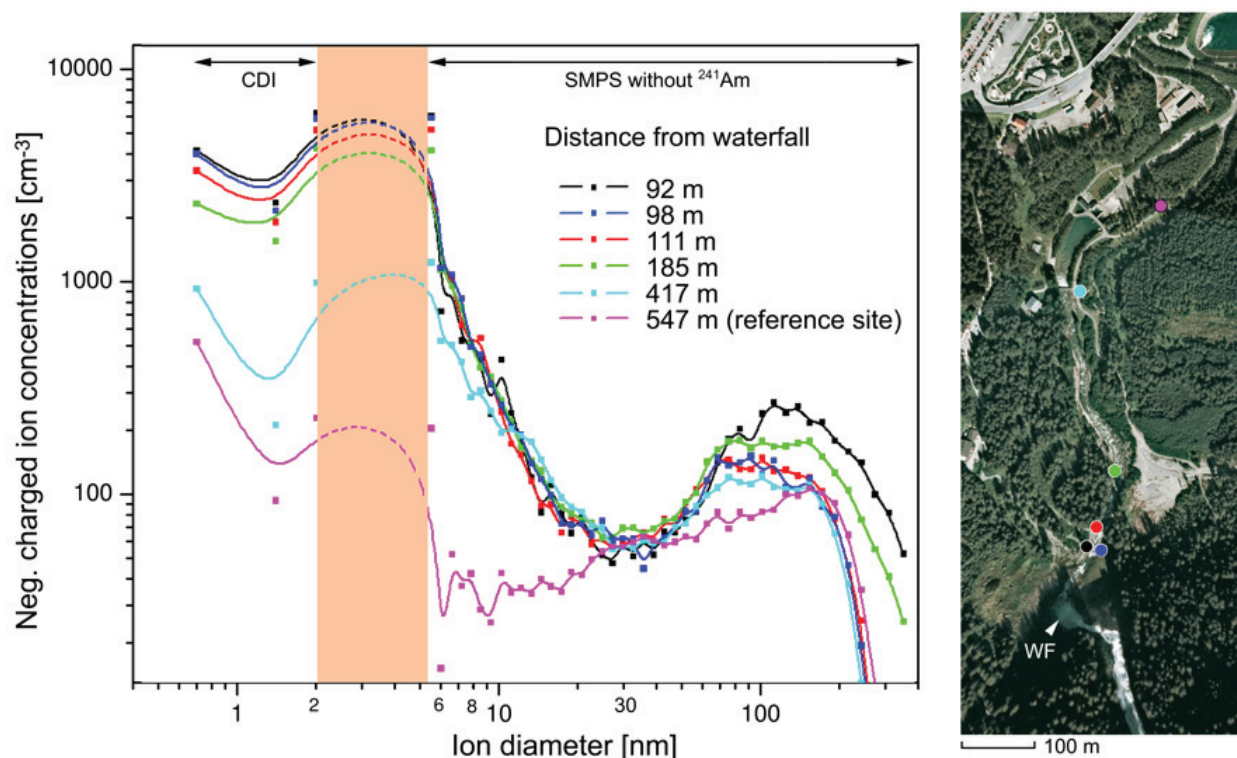 10000
1000
100
Neg. charged ion concentrations [cm⁻³]
CDI
SMPS without ²⁴¹Am
Distance from waterfall
92 m
98 m
111 m
185 m
417 m
547 m (reference site)
1
2
6
8
10
30
100
Ion diameter [nm]
WF
100 m